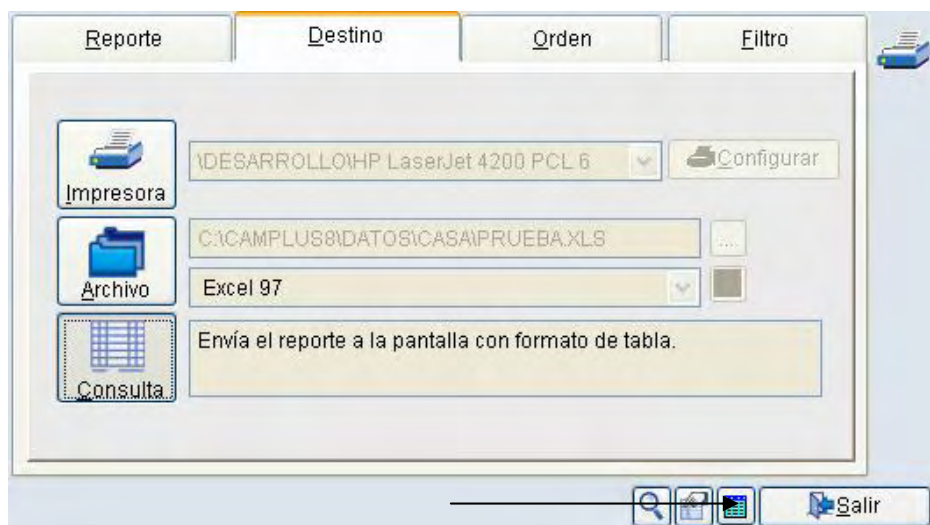 Reporte
Destino
Orden
Filtro
Impresora
\DESARROLLO\HP LaserJet 4200 PCL 6
Configurar
C:\CAMPLUS8\DATOS\CASA\PRUEBA.XLS
....
Archivo
Excel 97
Envía el reporte a la pantalla con formato de tabla.
Consulta
Salir